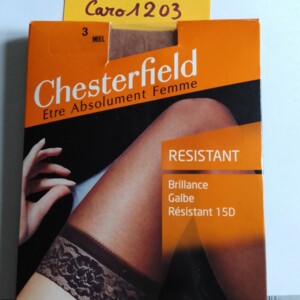 Caro1203
3
MIEL
Chesterfield
Etre Absolument Femme
RESISTANT
Brillance
Galbe
Résistant 15D